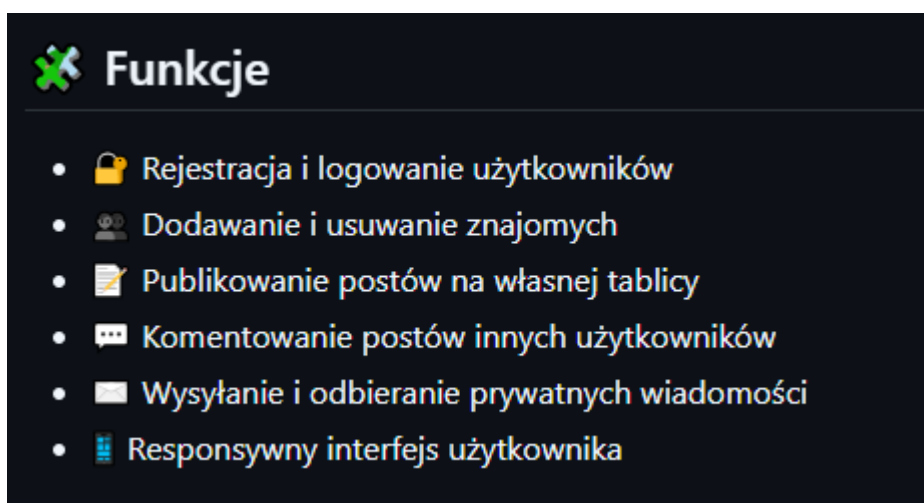 🧩 Funkcje
• 🔐 Rejestracja i logowanie użytkowników
• 👥 Dodawanie i usuwanie znajomych
• 📝 Publikowanie postów na własnej tablicy
• 💬 Komentowanie postów innych użytkowników
• ✉️ Wysyłanie i odbieranie prywatnych wiadomości
• 📱 Responsywny interfejs użytkownika